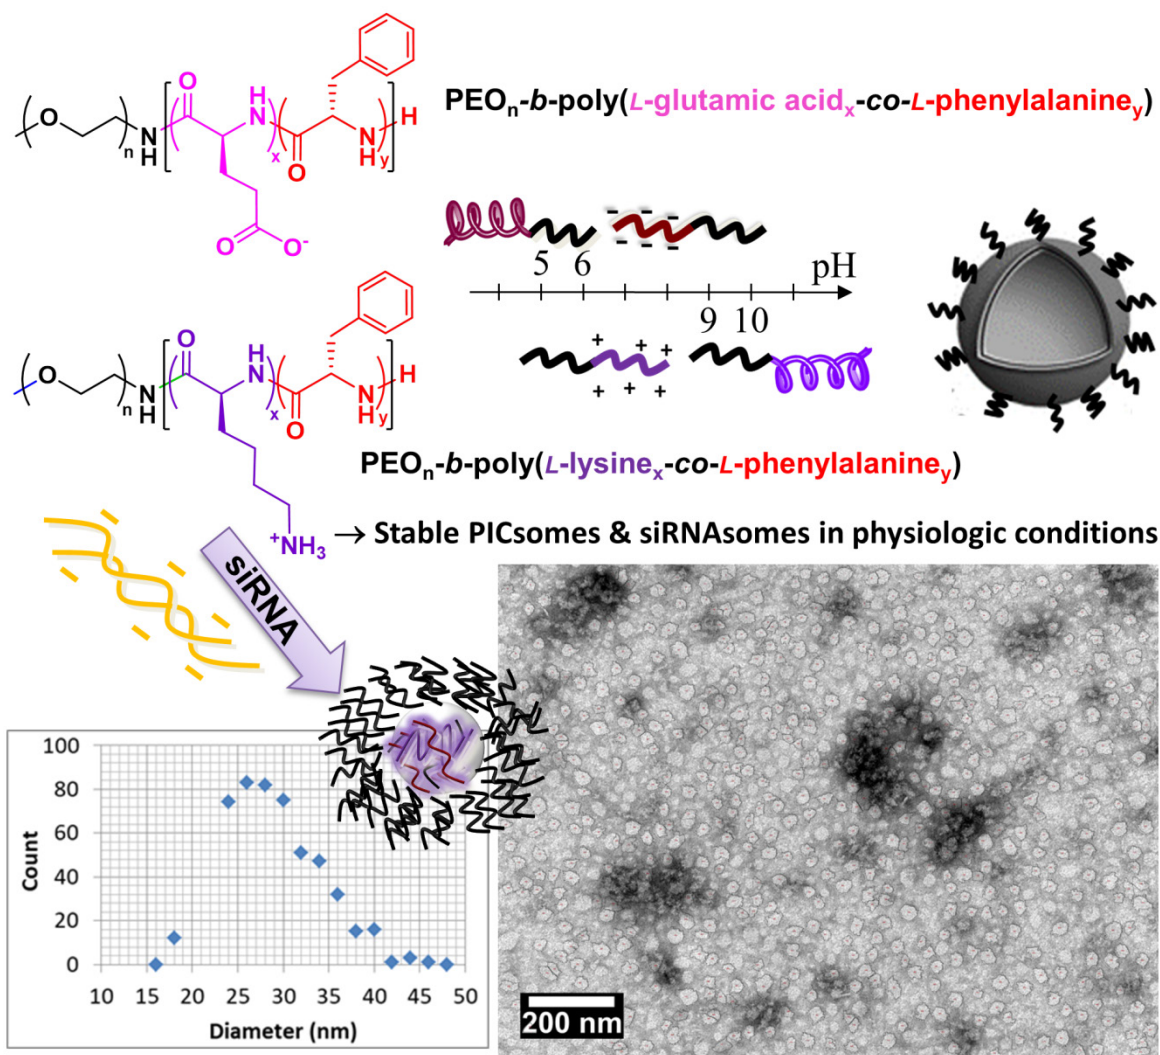 O
n
N
H
O
H
N
x
O
O
O-
O
N
H
y
H
PEOn-b-poly(L-glutamic acidx-co-L-phenylalaniney)
5 6
pH
9 10
O
n
N
H
O
H
N
x
O
N
H
y
H
+NH3
PEOn-b-poly(L-lysinex-co-L-phenylalaniney)
→ Stable PICsomes & siRNAsomes in physiologic conditions
siRNA
100
80
60
40
20
0
Count
10 15 20 25 30 35 40 45 50
Diameter (nm)
200 nm